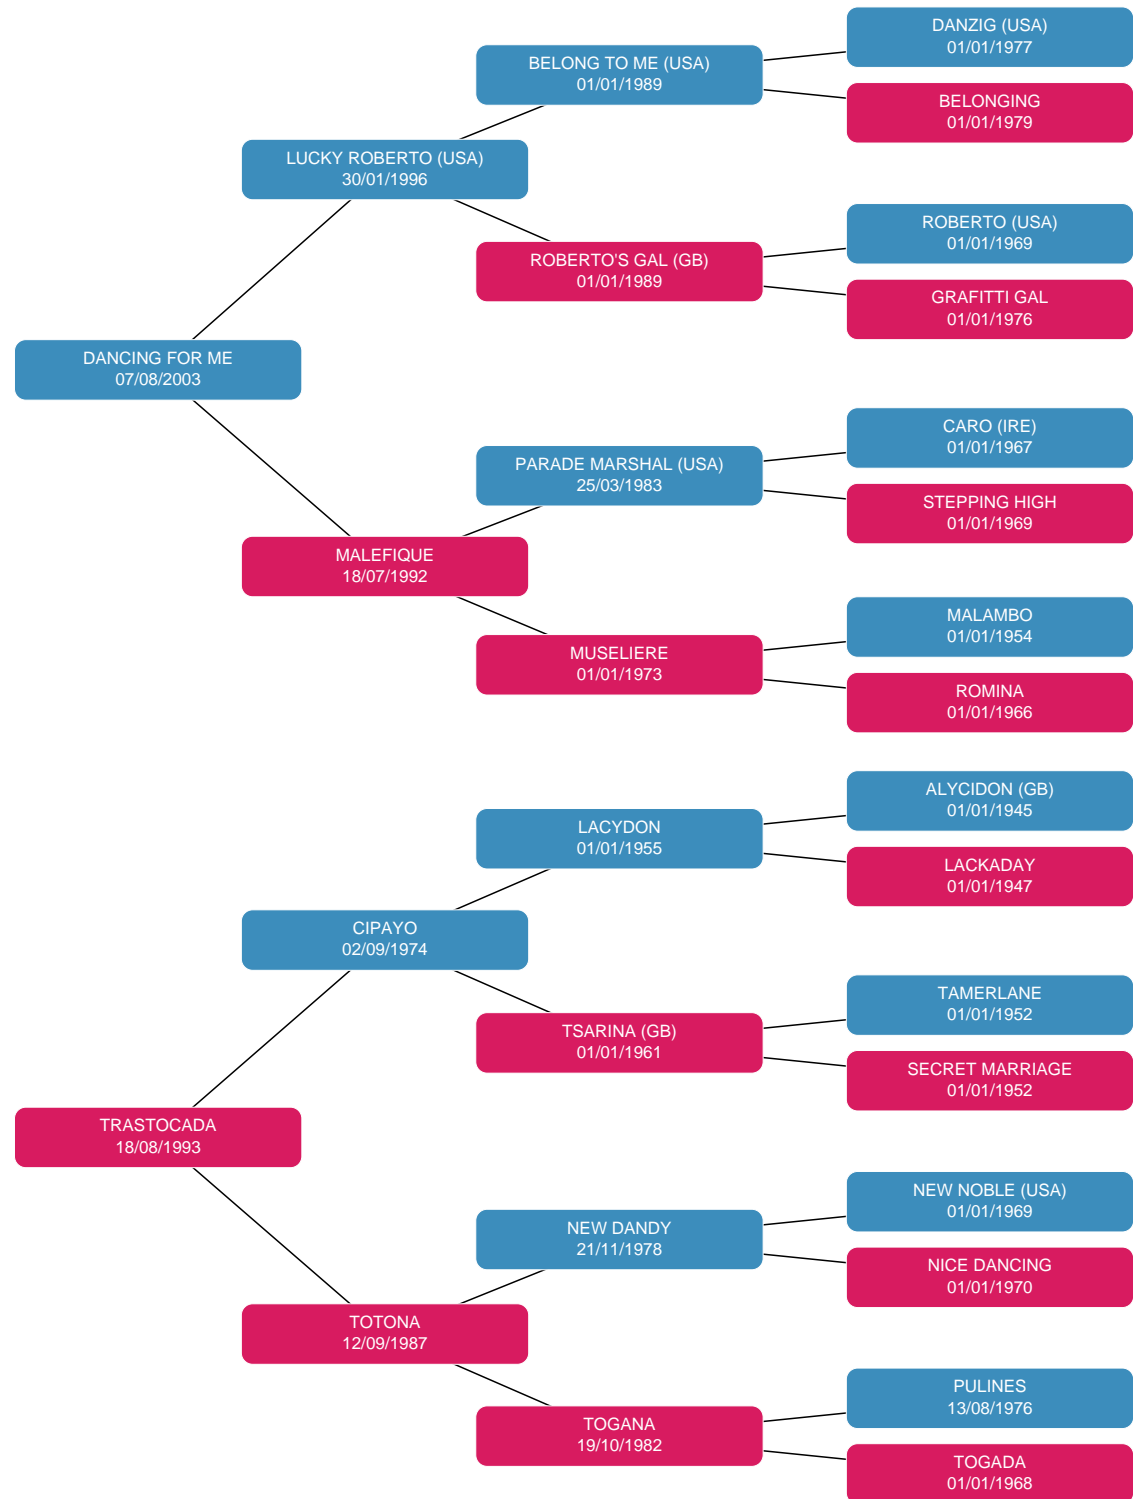 DANZIG (USA)
01/01/1977
BELONG TO ME (USA)
01/01/1989
BELONGING
01/01/1979
LUCKY ROBERTO (USA)
30/01/1996
ROBERTO (USA)
01/01/1969
ROBERTO'S GAL (GB)
01/01/1989
GRAFITTI GAL
01/01/1976
DANCING FOR ME
07/08/2003
CARO (IRE)
01/01/1967
PARADE MARSHAL (USA)
25/03/1983
STEPPING HIGH
01/01/1969
MALEFIQUE
18/07/1992
MALAMBO
01/01/1954
MUSELIERE
01/01/1973
ROMINA
01/01/1966
ALYCIDON (GB)
01/01/1945
LACYDON
01/01/1955
LACKADAY
01/01/1947
CIPAYO
02/09/1974
TAMERLANE
01/01/1952
TSARINA (GB)
01/01/1961
SECRET MARRIAGE
01/01/1952
TRASTOCADA
18/08/1993
NEW NOBLE (USA)
01/01/1969
NEW DANDY
21/11/1978
NICE DANCING
01/01/1970
TOTONA
12/09/1987
PULINES
13/08/1976
TOGANA
19/10/1982
TOGADA
01/01/1968